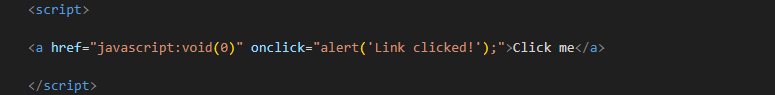 <script>
<a href="javascript:void(0)" onclick="alert('Link clicked!');">Click me</a>
</script>